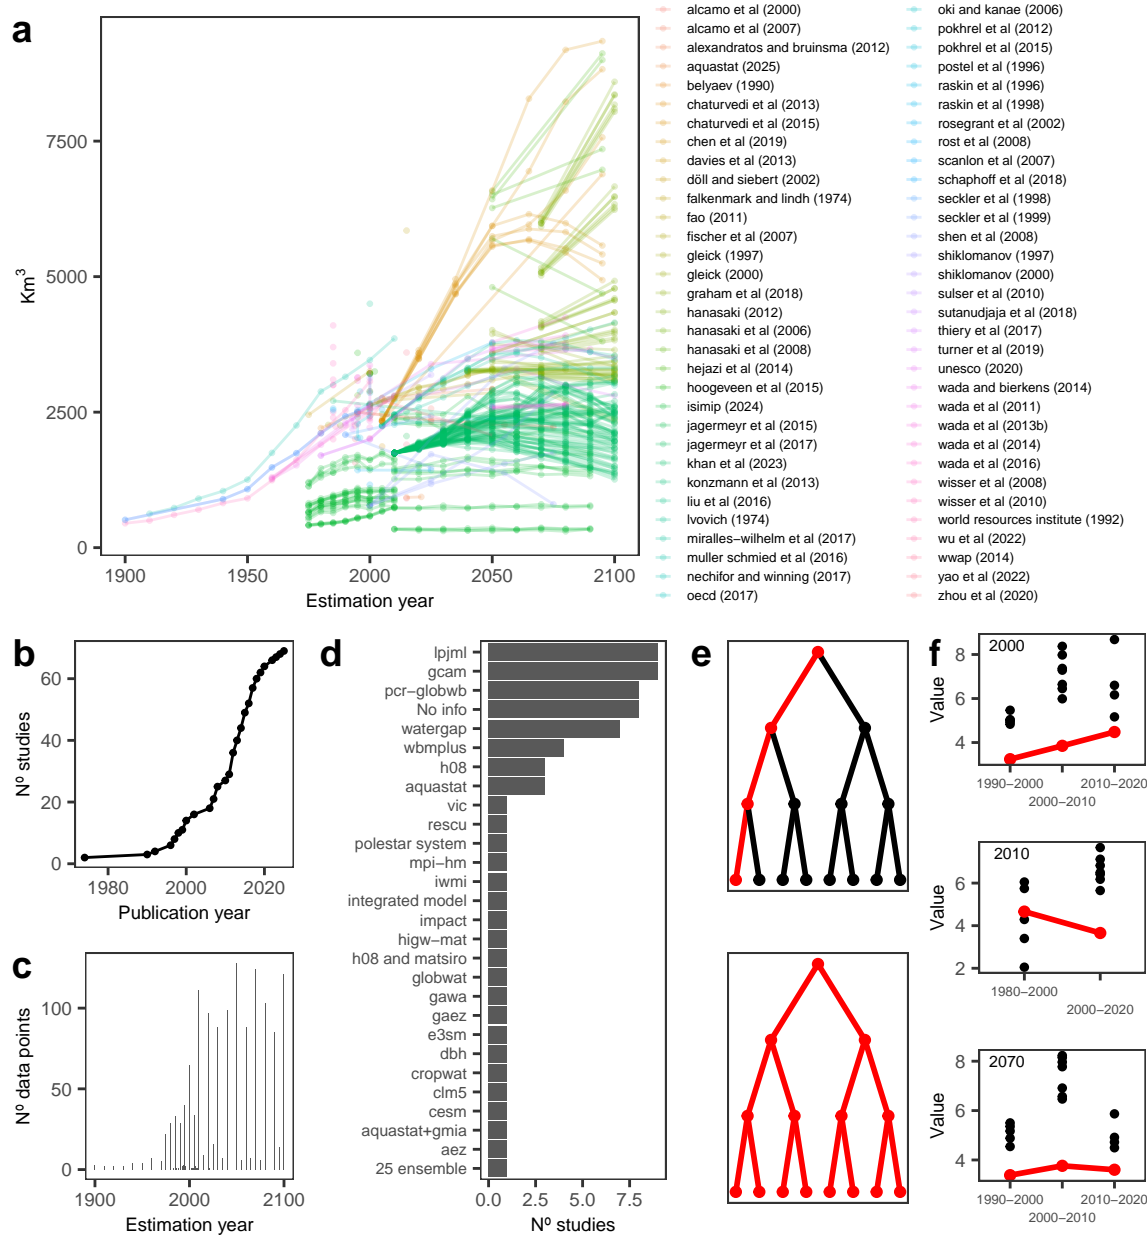 a
7500
5000
2500
0
Km³
1900
1950
2000
2050
2100
Estimation year
alcamo et al (2000)
alcamo et al (2007)
alexandratos and bruinsma (2012)
aquastat (2025)
belyaev (1990)
chaturvedi et al (2013)
chaturvedi et al (2015)
chen et al (2019)
davies et al (2013)
döll and siebert (2002)
falkenmark and lindh (1974)
fao (2011)
fischer et al (2007)
gleick (1997)
gleick (2000)
graham et al (2018)
hanasaki (2012)
hanasaki et al (2006)
hanasaki et al (2008)
hejazi et al (2014)
hoogeveen et al (2015)
isimip (2024)
jagermeyr et al (2015)
jagermeyr et al (2017)
khan et al (2023)
konzmann et al (2013)
liu et al (2016)
lvovich (1974)
miralles−wilhelm et al (2017)
muller schmied et al (2016)
nechifor and winning (2017)
oecd (2017)
oki and kanae (2006)
pokhrel et al (2012)
pokhrel et al (2015)
postel et al (1996)
raskin et al (1996)
raskin et al (1998)
rosegrant et al (2002)
rost et al (2008)
scanlon et al (2007)
schaphoff et al (2018)
seckler et al (1998)
seckler et al (1999)
shen et al (2008)
shiklomanov (1997)
shiklomanov (2000)
sulser et al (2010)
sutanudjaja et al (2018)
thiery et al (2017)
turner et al (2019)
unesco (2020)
wada and bierkens (2014)
wada et al (2011)
wada et al (2013b)
wada et al (2014)
wada et al (2016)
wisser et al (2008)
wisser et al (2010)
world resources institute (1992)
wu et al (2022)
wwap (2014)
yao et al (2022)
zhou et al (2020)
b
60
40
20
0
Nº studies
1980
2000
2020
Publication year
c
100
50
0
Nº data points
1900
2000
2100
Estimation year
d
lpjml
gcam
pcr−globwb
No info
watergap
wbmplus
h08
aquastat
vic
rescu
polestar system
mpi−hm
iwmi
integrated model
impact
higw−mat
h08 and matsiro
globwat
gawa
gaez
e3sm
dbh
cropwat
clm5
cesm
aquastat+gmia
aez
25 ensemble
0.0
2.5
5.0
7.5
Nº studies
e
f
2000
8
6
4
Value
1990−2000
2000−2010
2010−2020
2010
6
4
2
Value
1980−2000
2000−2020
2070
8
6
4
Value
1990−2000
2000−2010
2010−2020